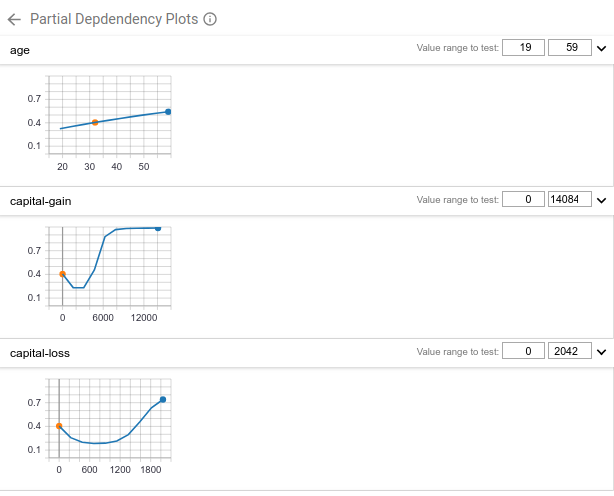 Partial Depdendency Plots
age
Value range to test: 19 59
0.7
0.4
0.1
20 30 40 50
capital-gain
Value range to test: 0 14084
0.7
0.4
0.1
0 6000 12000
capital-loss
Value range to test: 0 2042
0.7
0.4
0.1
0 600 1200 1800